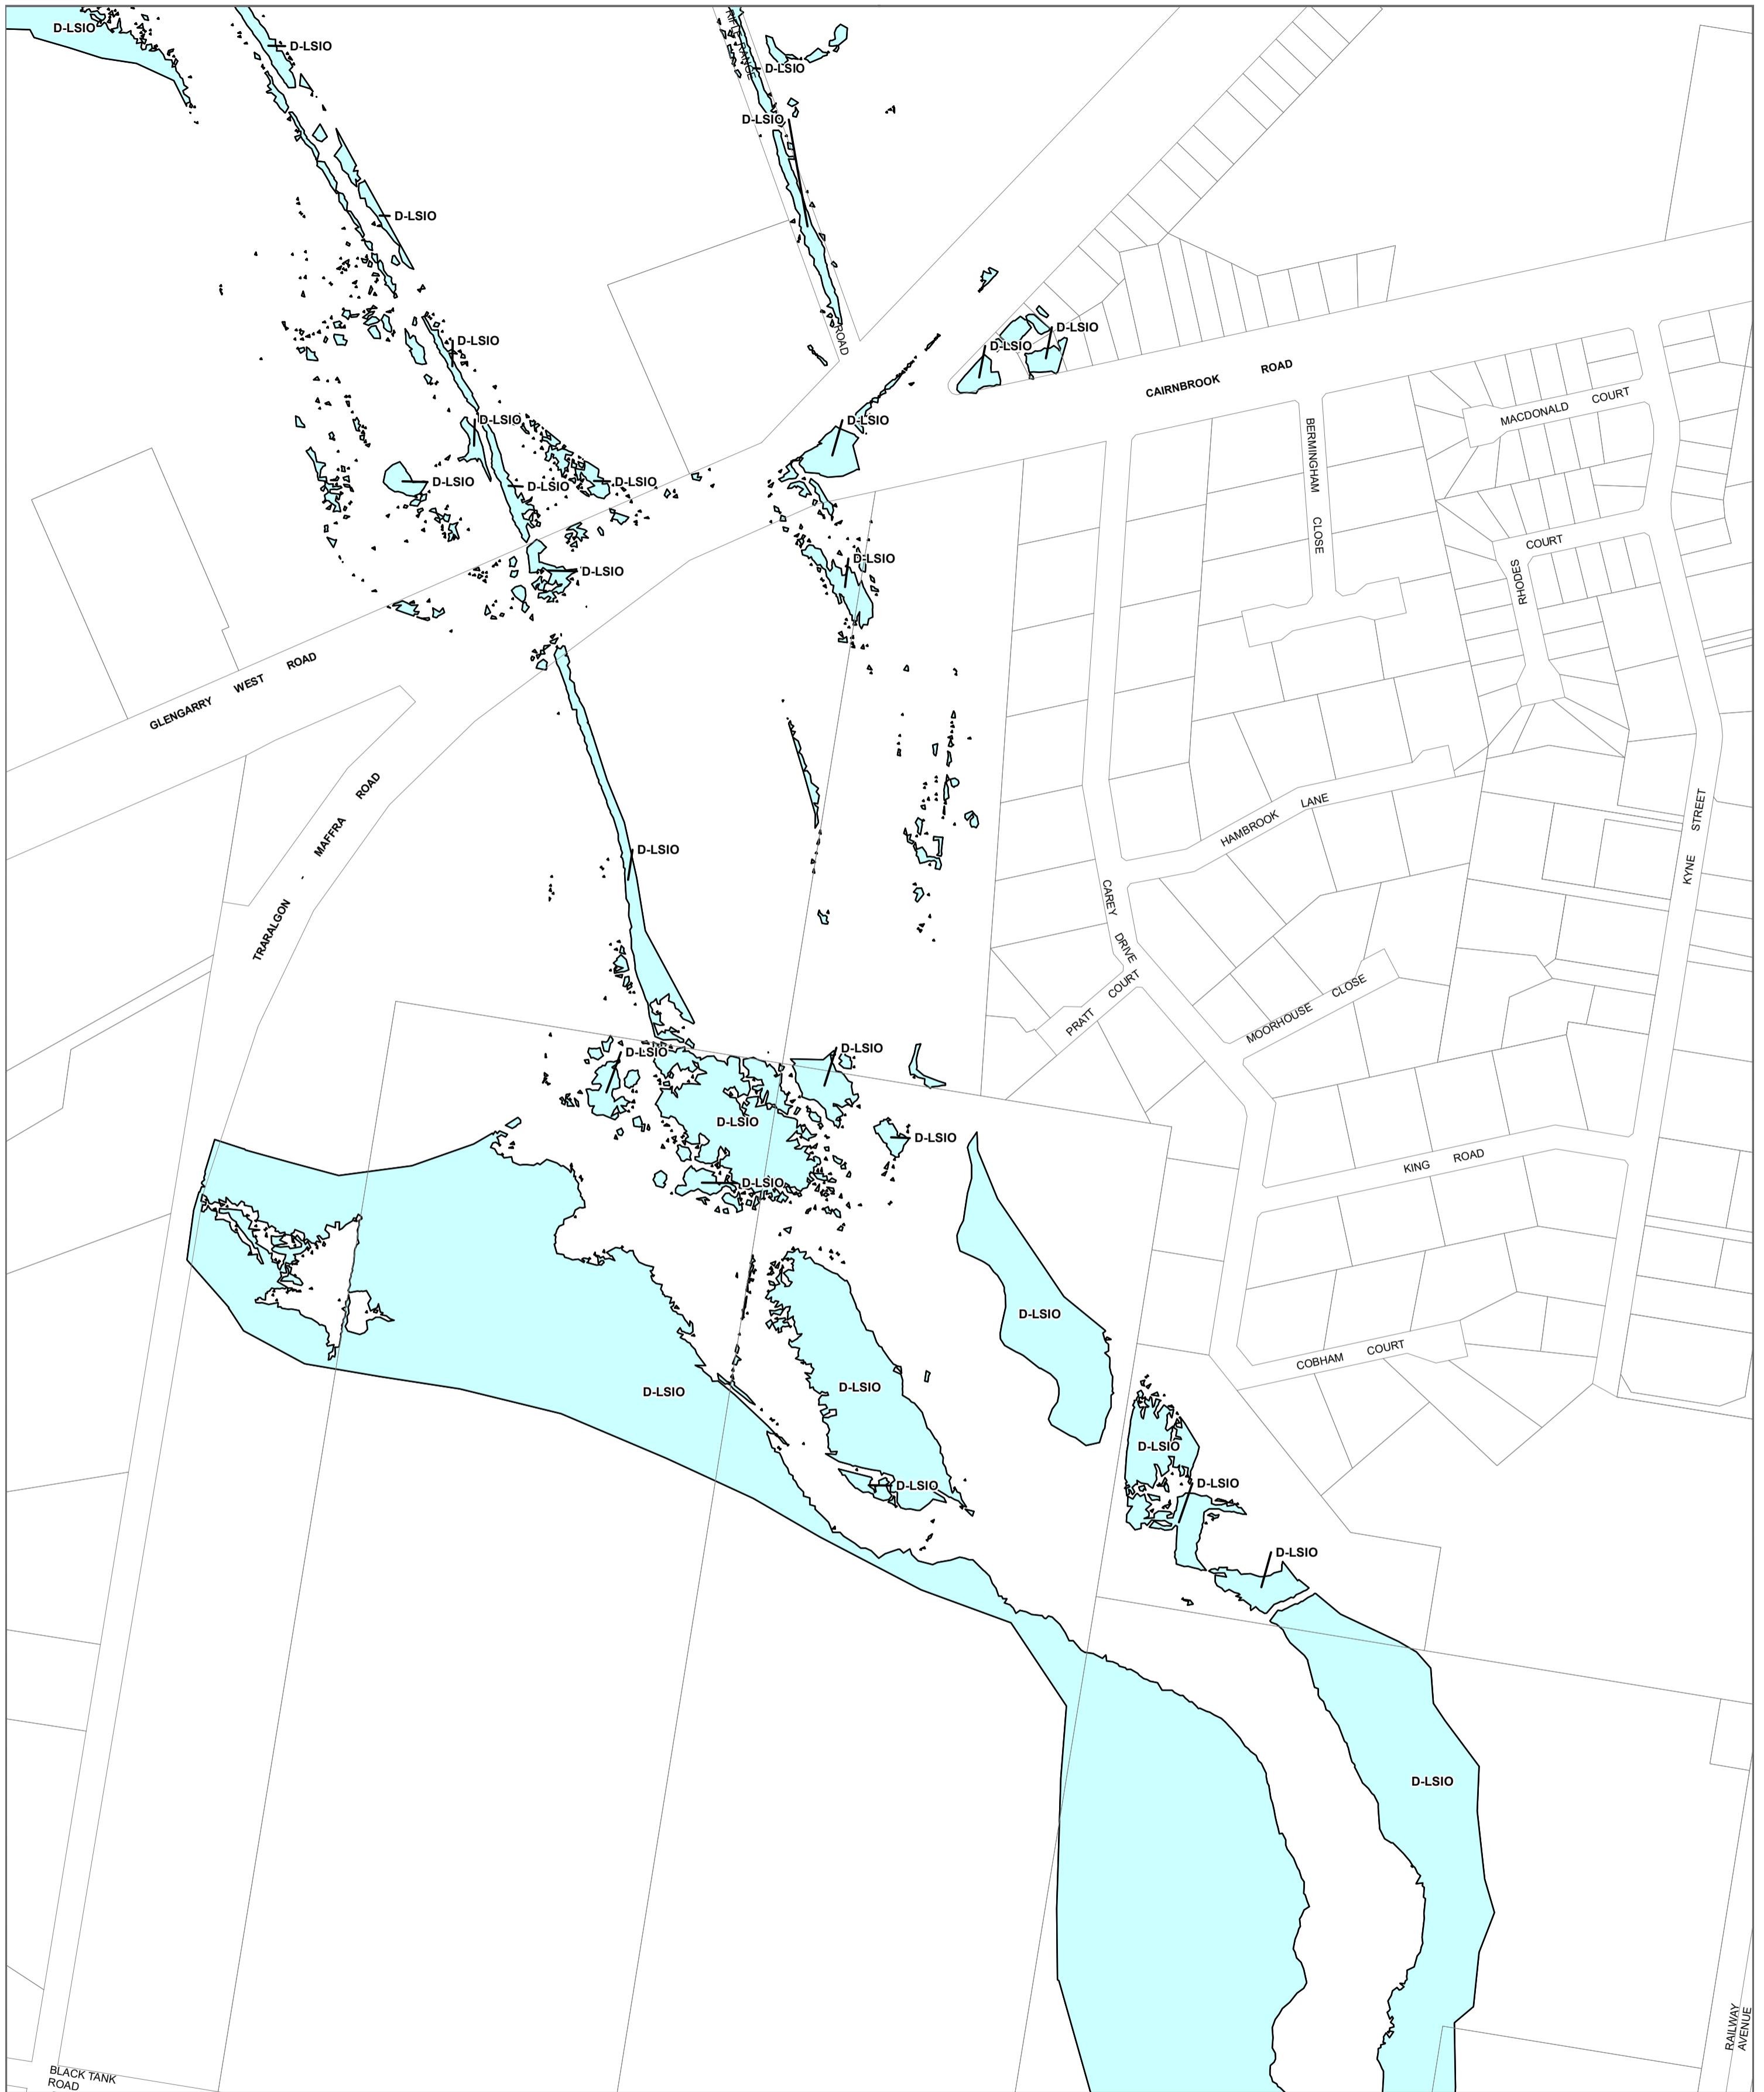 D-LSIO
D-LSIO
RIFLE RANGE
D-LSIO
D-LSIO
D-LSIO
ROAD
D-LSIO
D-LSIO
D-LSIO
CAIRNBROOK ROAD
MACDONALD COURT
D-LSIO
D-LSIO
BERMINGHAM CLOSE
D-LSIO
D-LSIO
D-LSIO
RHODES COURT
D-LSIO
D-LSIO
GLENGARRY WEST ROAD
TRARALGON - MAFFRA ROAD
HAMBROOK LANE
KYNE STREET
D-LSIO
CAREY DRIVE
PRATT COURT
MOORHOUSE CLOSE
D-LSIO
D-LSIO
D-LSIO
D-LSIO
KING ROAD
D-LSIO
D-LSIO
COBHAM COURT
D-LSIO
D-LSIO
D-LSIO
D-LSIO
D-LSIO
D-LSIO
D-LSIO
RAILWAY
AVENUE
BLACK TANK
ROAD